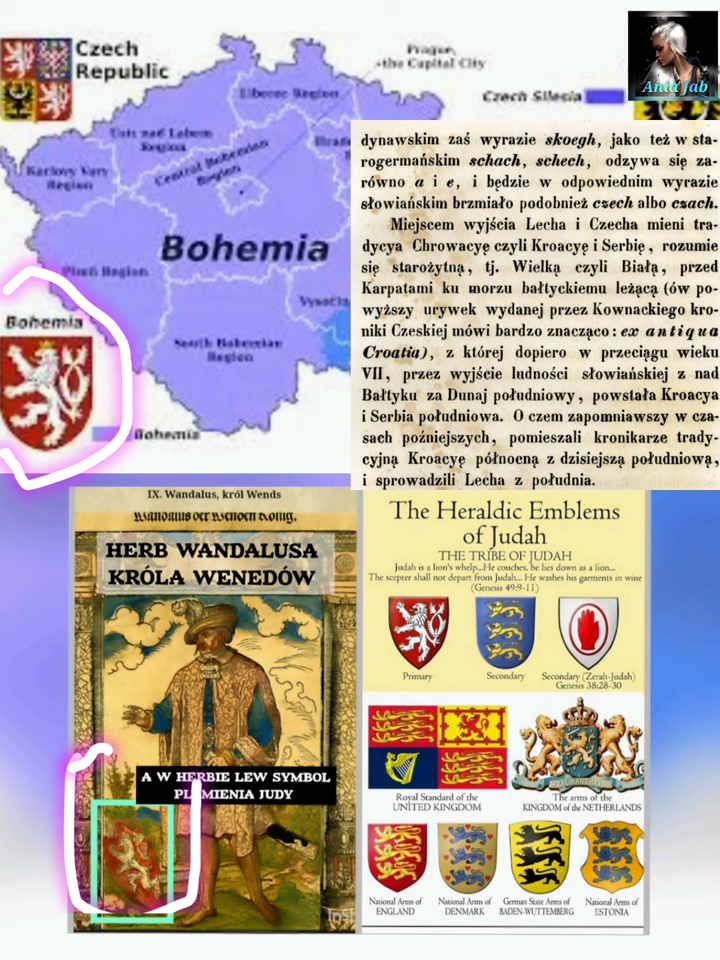 Czech
Republic
Prague,
-the Capital City
Liberec Region
Czech Silesia
Anta Jab
Usti nad Labem
Region
Karlovy Vary
Region
Central Bohemian
Region
Bohemia
Plzeň Region
South Bohemian
Region
Bohemia
Bohemia
dynawskim zaś wyrazie skoegh, jako też w sta-
rogermańskim schach, schech, odzywa się za-
równo a i e, i będzie w odpowiednim wyrazie
słowiańskim brzmiało podobnież czech albo czach.
Miejscem wyjścia Lecha i Czecha mieni tra-
dycya Chrowacyę czyli Kroacyę i Serbię, rozumie
się starożytną, tj. Wielką czyli Białą, przed
Karpatami ku morzu bałtyckiemu leżącą (ów po-
wyższy urywek wydanej przez Kownackiego kro-
niki Czeskiej mówi bardzo znacząco: ex antiqua
Croatia), z której dopiero w przeciągu wieku
VII, przez wyjście ludności słowiańskiej z nad
Bałtyku za Dunaj południowy, powstała Kroacya
i Serbia południowa. O czem zapomniawszy w cza-
sach poźniejszych, pomieszali kronikarze trady-
cyjną Kroacyę północną z dzisiejszą południową,
i sprowadzili Lecha z południa.
IX. Wandalus, król Wends
HERB WANDALUSA
KRÓLA WENEDÓW
A W HERBIE LEW SYMBOL
PLEMIENIA JUDY
The Heraldic Emblems
of Judah
THE TRIBE OF JUDAH
Judah is a lion's whelp...He couches, he lies down as a lion...
The scepter shall not depart from Judah... He washes his garments in wine
(Genesis 49:9-11)
Primary
Secondary
Secondary (Zerah-Judah)
Genesis 38:28-30
Royal Standard of the
UNITED KINGDOM
The arms of the
KINGDOM of the NETHERLANDS
National Arms of
ENGLAND
National Arms of
DENMARK
German State Arms of
BADEN-WUTTEMBERG
National Arms of
ESTONIA